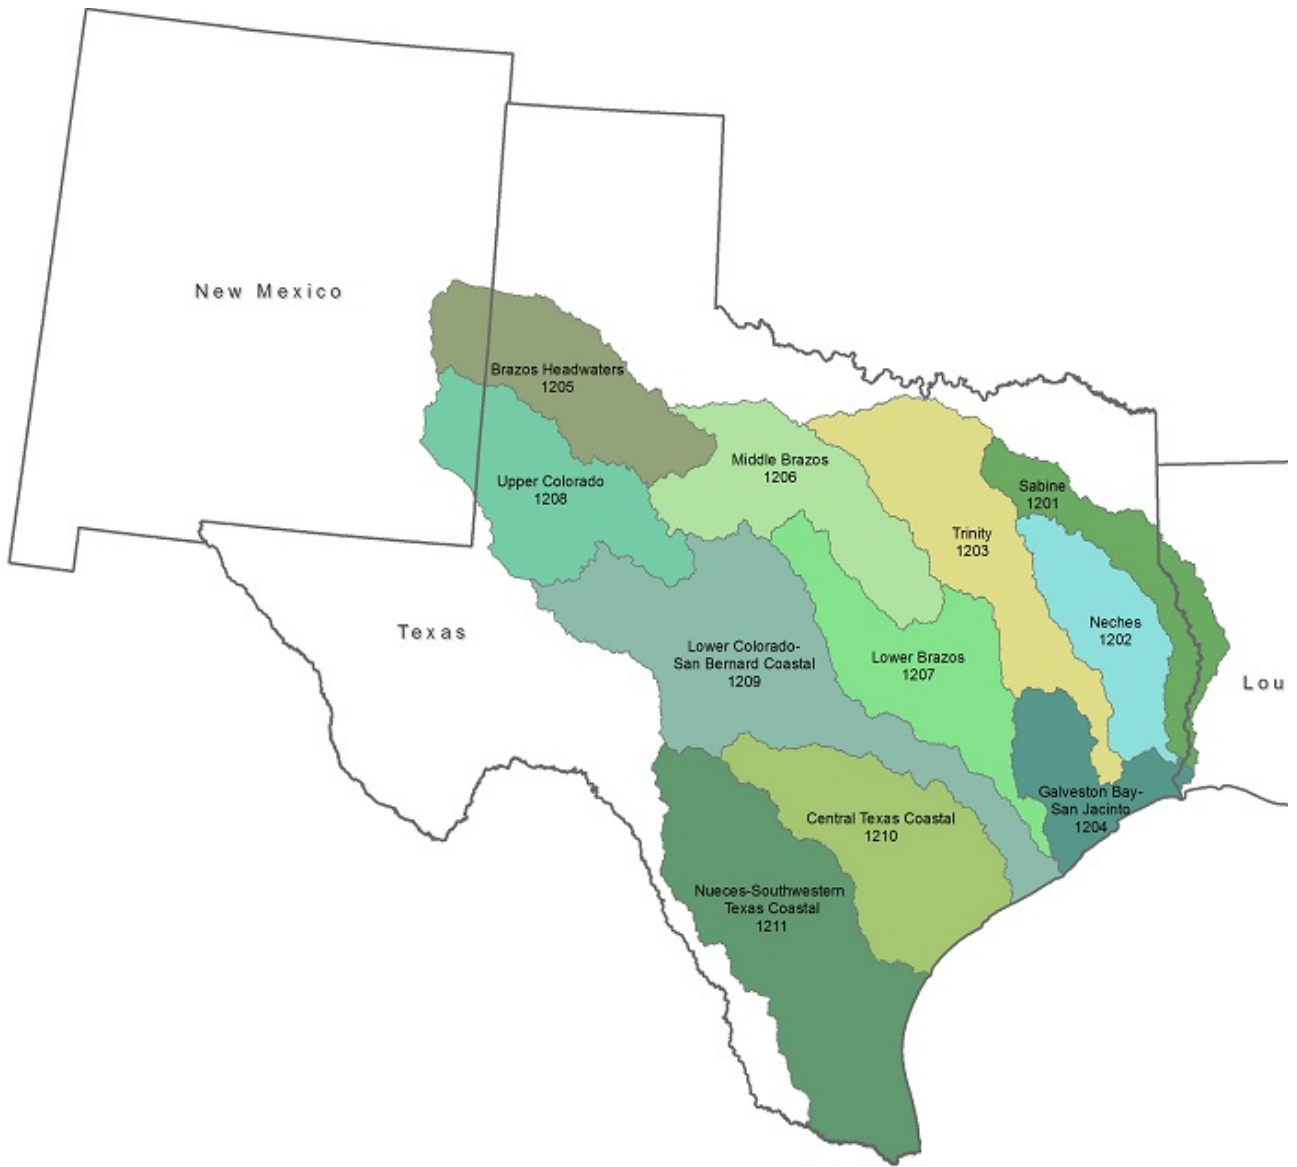 New Mexico
Brazos Headwaters
1205
Middle Brazos
1206
Upper Colorado
1208
Sabine
1201
Trinity
1203
Neches
1202
Texas
Lower Colorado-
San Bernard Coastal
1209
Lower Brazos
1207
Lou
Galveston Bay-
San Jacinto
1204
Central Texas Coastal
1210
Nueces-Southwestern
Texas Coastal
1211